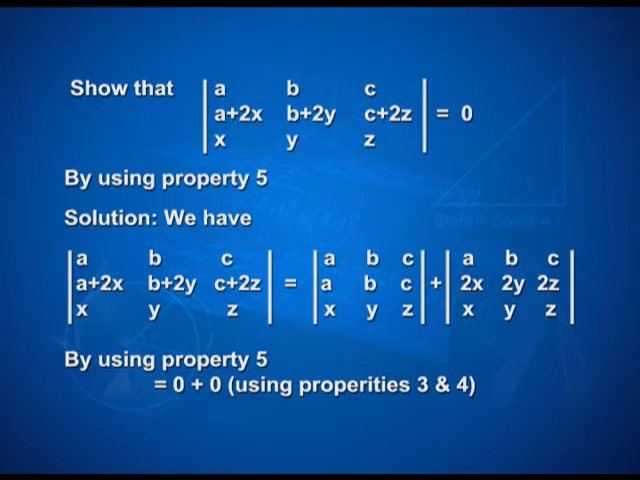 Show that | a b c |
| a+2x b+2y c+2z | = 0
| x y z |
By using property 5
Solution: We have
| a b c | | a b c | | a b c |
| a+2x b+2y c+2z | = | a b c | + | 2x 2y 2z |
| x y z | | x y z | | x y z |
By using property 5
= 0 + 0 (using properities 3 & 4)